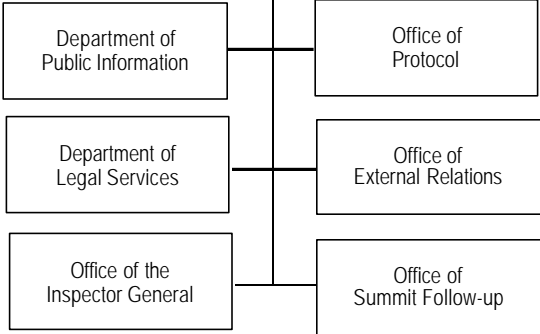 Department of
Public Information
Office of
Protocol
Department of
Legal Services
Office of
External Relations
Office of the
Inspector General
Office of
Summit Follow-up